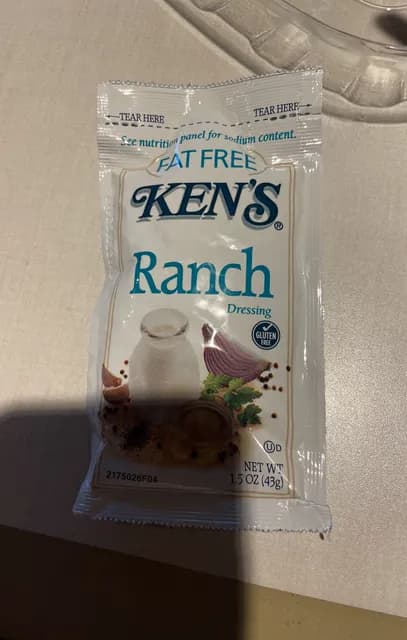 TEAR HERE TEAR HERE
See nutrition panel for sodium content.
FAT FREE
KEN'S®
Ranch
Dressing
GLUTEN
FREE
U D
NET WT
1.5 OZ (43g)
2175026F04